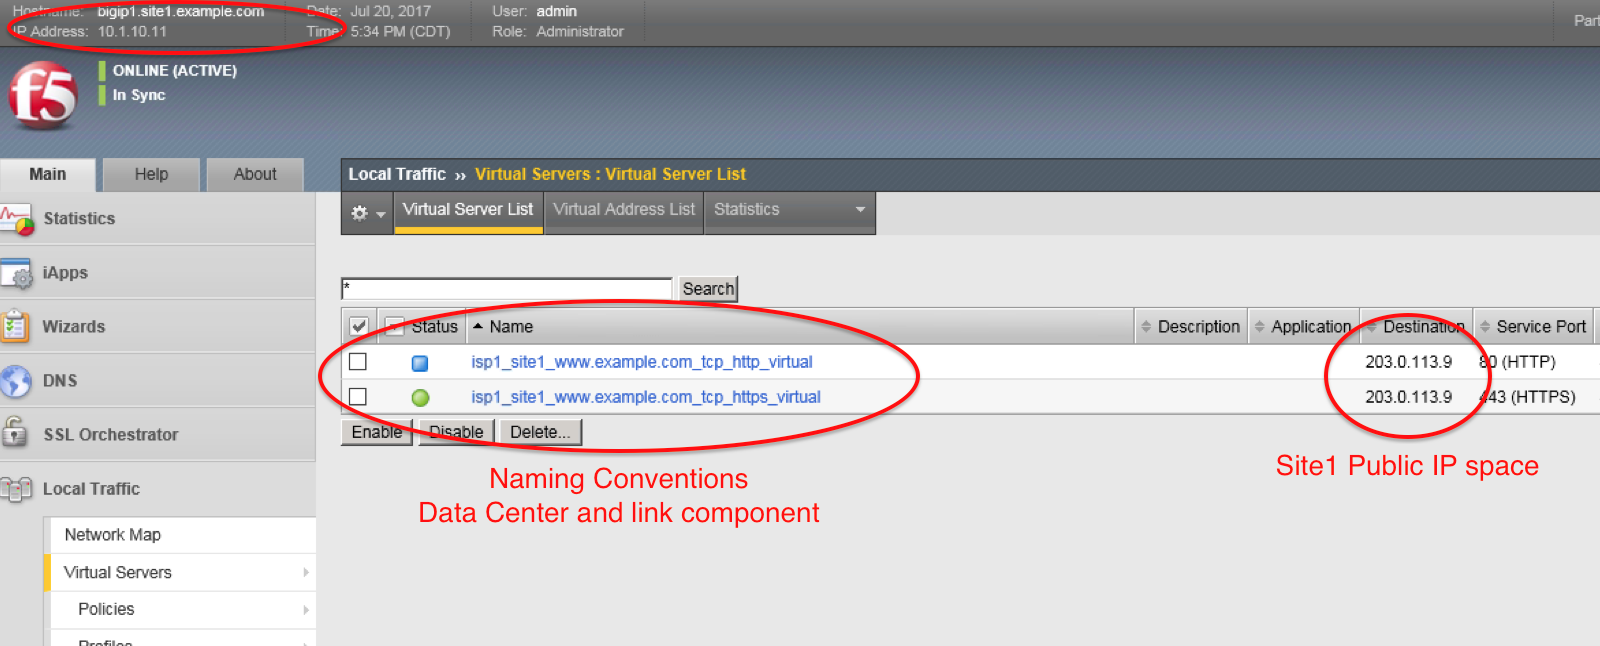 Hostname: bigip1.site1.example.com Date: Jul 20, 2017 User: admin
IP Address: 10.1.10.11 Time: 5:34 PM (CDT) Role: Administrator
Part
f5
ONLINE (ACTIVE)
In Sync
Main Help About
Local Traffic ›› Virtual Servers : Virtual Server List
Virtual Server List Virtual Address List Statistics
Statistics
iApps
Wizards
DNS
SSL Orchestrator
Local Traffic
Network Map
Virtual Servers
Policies
Profiles
* Search
Status Name Description Application Destination Service Port
isp1_site1_www.example.com_tcp_http_virtual 203.0.113.9 80 (HTTP)
isp1_site1_www.example.com_tcp_https_virtual 203.0.113.9 443 (HTTPS)
Enable Disable Delete...
Naming Conventions
Data Center and link component
Site1 Public IP space